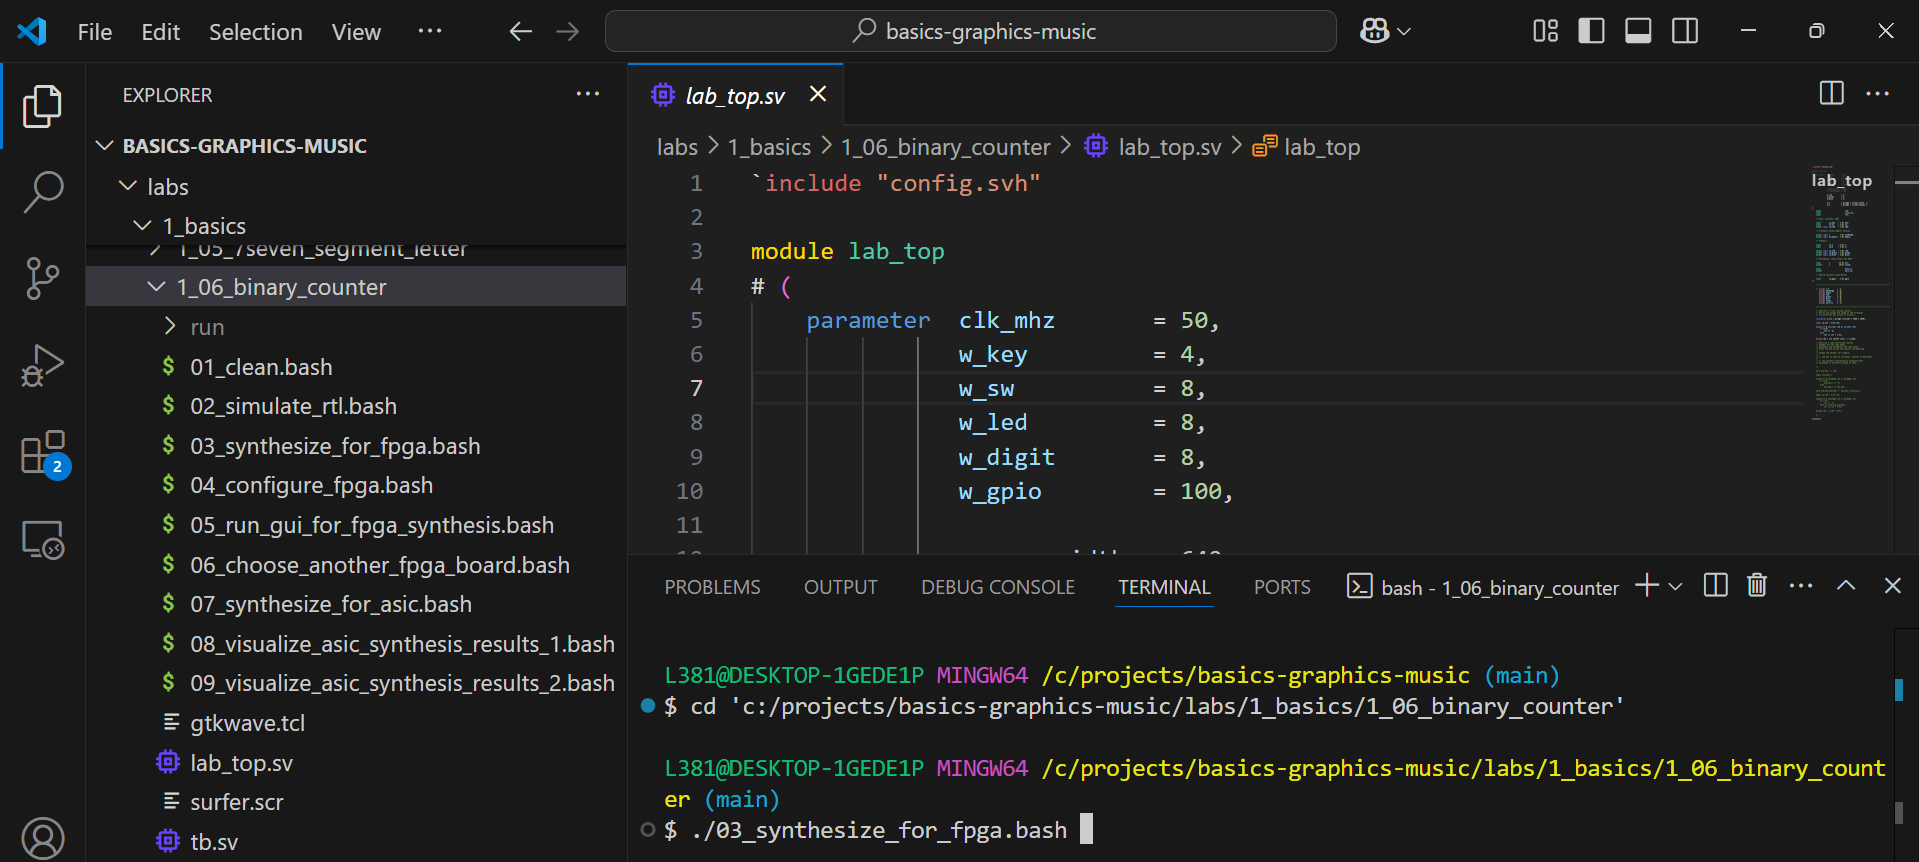 File Edit Selection View ··· basics-graphics-music
EXPLORER ···
BASICS-GRAPHICS-MUSIC
labs
1_basics
1_05_7seven_segment_letter
1_06_binary_counter
run
$ 01_clean.bash
$ 02_simulate_rtl.bash
$ 03_synthesize_for_fpga.bash
$ 04_configure_fpga.bash
$ 05_run_gui_for_fpga_synthesis.bash
$ 06_choose_another_fpga_board.bash
$ 07_synthesize_for_asic.bash
$ 08_visualize_asic_synthesis_results_1.bash
$ 09_visualize_asic_synthesis_results_2.bash
gtkwave.tcl
lab_top.sv
surfer.scr
tb.sv
2
lab_top.sv
labs > 1_basics > 1_06_binary_counter > lab_top.sv > lab_top
1 `include "config.svh"
2
3 module lab_top
4 # (
5 parameter clk_mhz = 50,
6 w_key = 4,
7 w_sw = 8,
8 w_led = 8,
9 w_digit = 8,
10 w_gpio = 100,
11
lab_top
PROBLEMS OUTPUT DEBUG CONSOLE TERMINAL PORTS bash - 1_06_binary_counter
L381@DESKTOP-1GEDE1P MINGW64 /c/projects/basics-graphics-music (main)
$ cd 'c:/projects/basics-graphics-music/labs/1_basics/1_06_binary_counter'
L381@DESKTOP-1GEDE1P MINGW64 /c/projects/basics-graphics-music/labs/1_basics/1_06_binary_count
er (main)
$ ./03_synthesize_for_fpga.bash